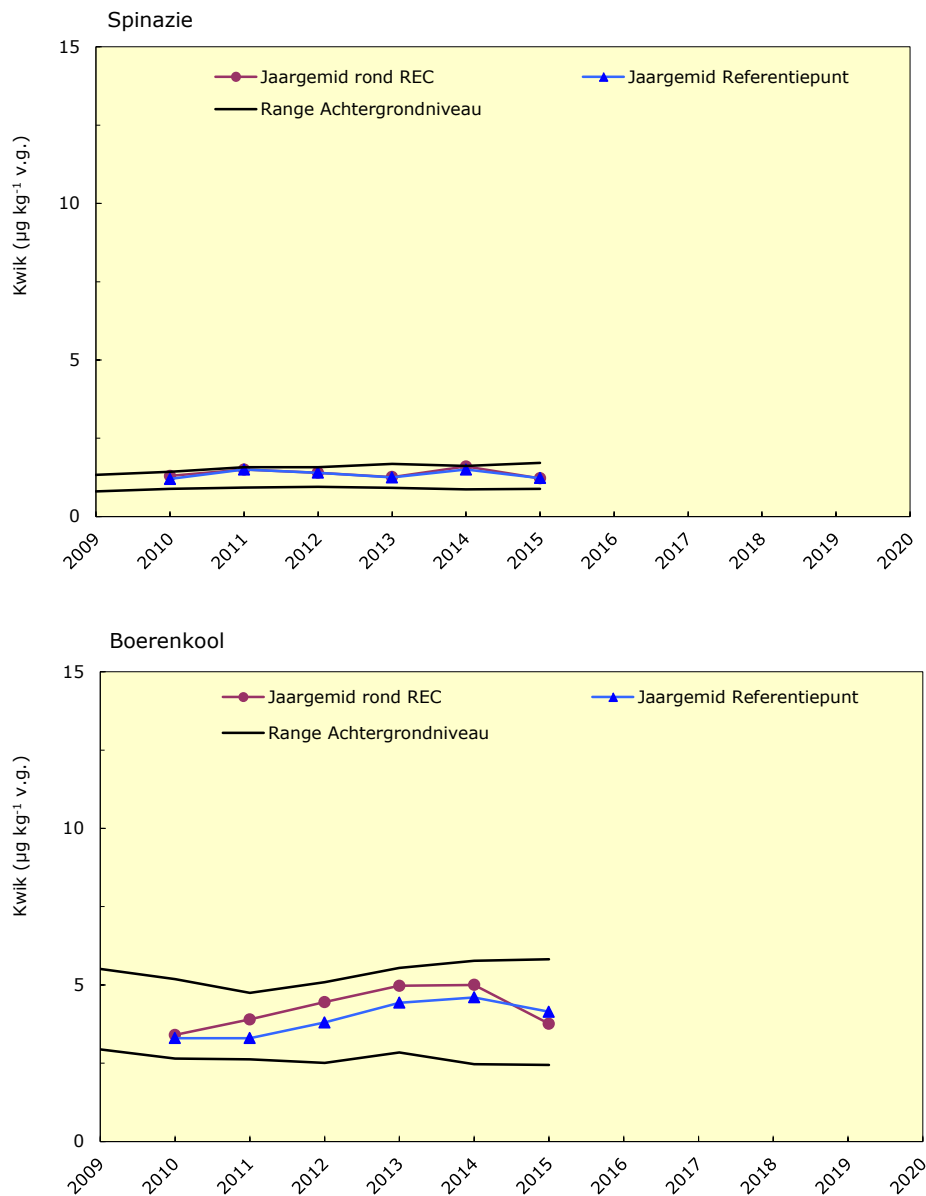 Spinazie
15
Jaargemid rond REC
Jaargemid Referentiepunt
Range Achtergrondniveau
Kwik (µg kg⁻¹ v.g.)
10
5
0
2009 2010 2011 2012 2013 2014 2015 2016 2017 2018 2019 2020
Boerenkool
15
Jaargemid rond REC
Jaargemid Referentiepunt
Range Achtergrondniveau
Kwik (µg kg⁻¹ v.g.)
10
5
0
2009 2010 2011 2012 2013 2014 2015 2016 2017 2018 2019 2020